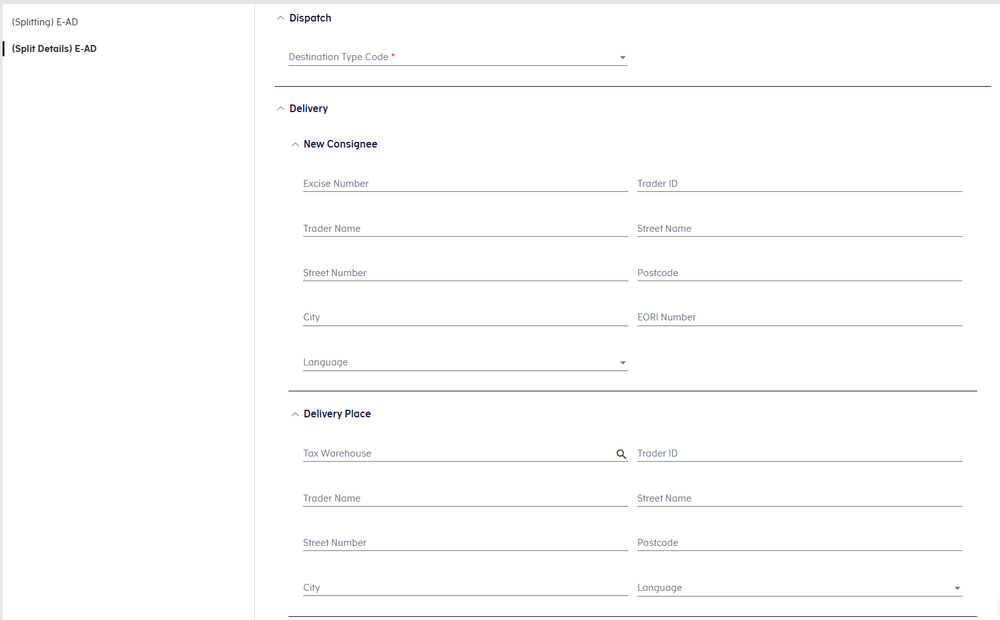 (Splitting) E-AD
(Split Details) E-AD
Dispatch
Destination Type Code *
Delivery
New Consignee
Excise Number
Trader ID
Trader Name
Street Name
Street Number
Postcode
City
EORI Number
Language
Delivery Place
Tax Warehouse
Trader ID
Trader Name
Street Name
Street Number
Postcode
City
Language